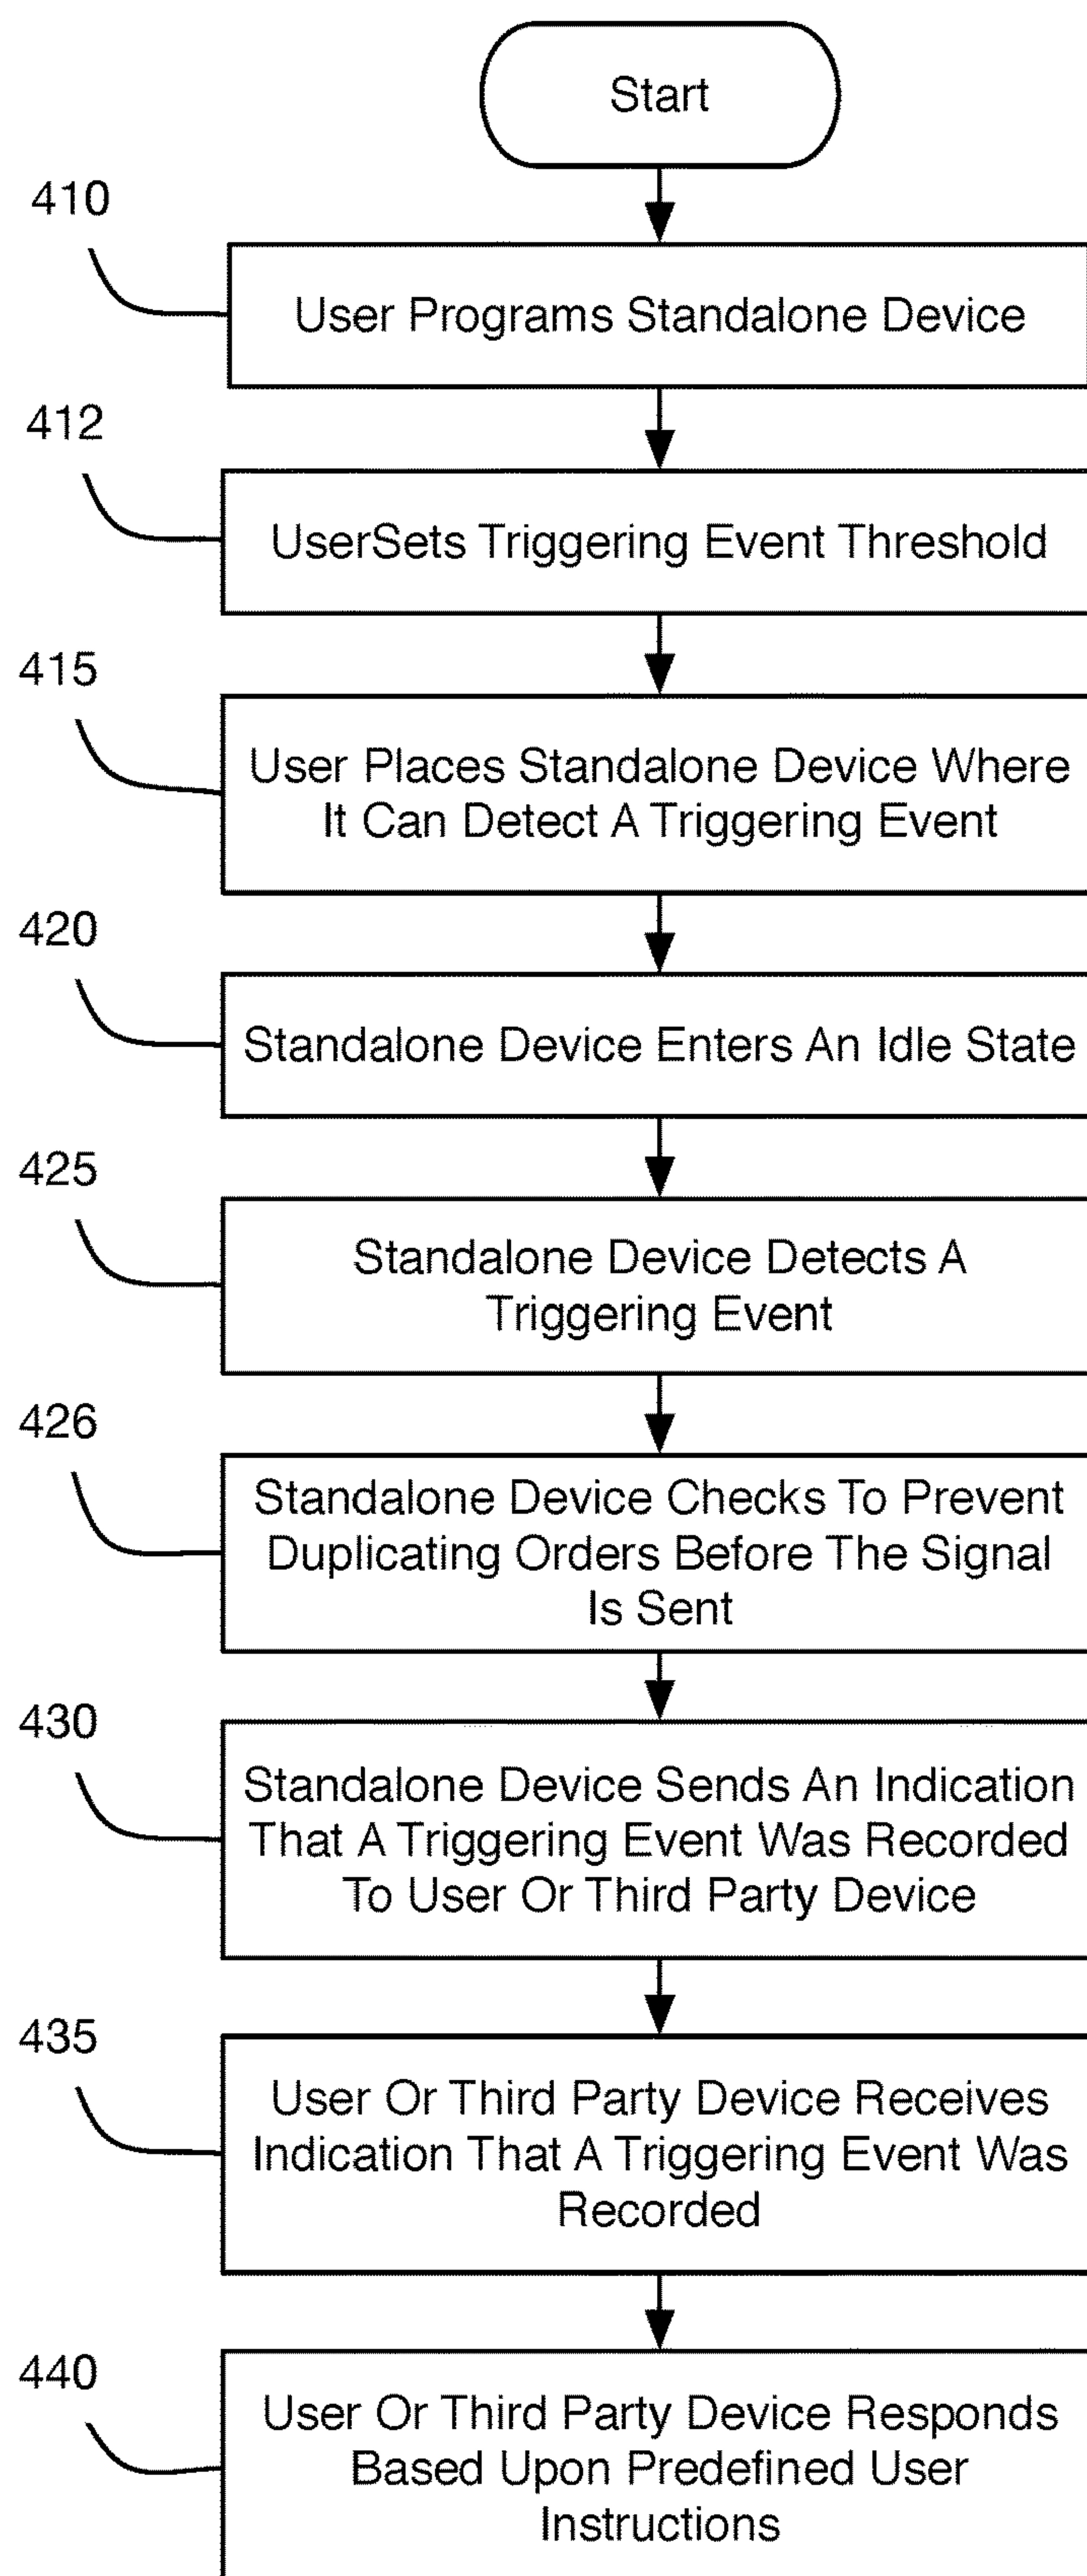 Start
410
User Programs Standalone Device
412
UserSets Triggering Event Threshold
415
User Places Standalone Device Where
It Can Detect A Triggering Event
420
Standalone Device Enters An Idle State
425
Standalone Device Detects A
Triggering Event
426
Standalone Device Checks To Prevent
Duplicating Orders Before The Signal
Is Sent
430
Standalone Device Sends An Indication
That A Triggering Event Was Recorded
To User Or Third Party Device
435
User Or Third Party Device Receives
Indication That A Triggering Event Was
Recorded
440
User Or Third Party Device Responds
Based Upon Predefined User
Instructions